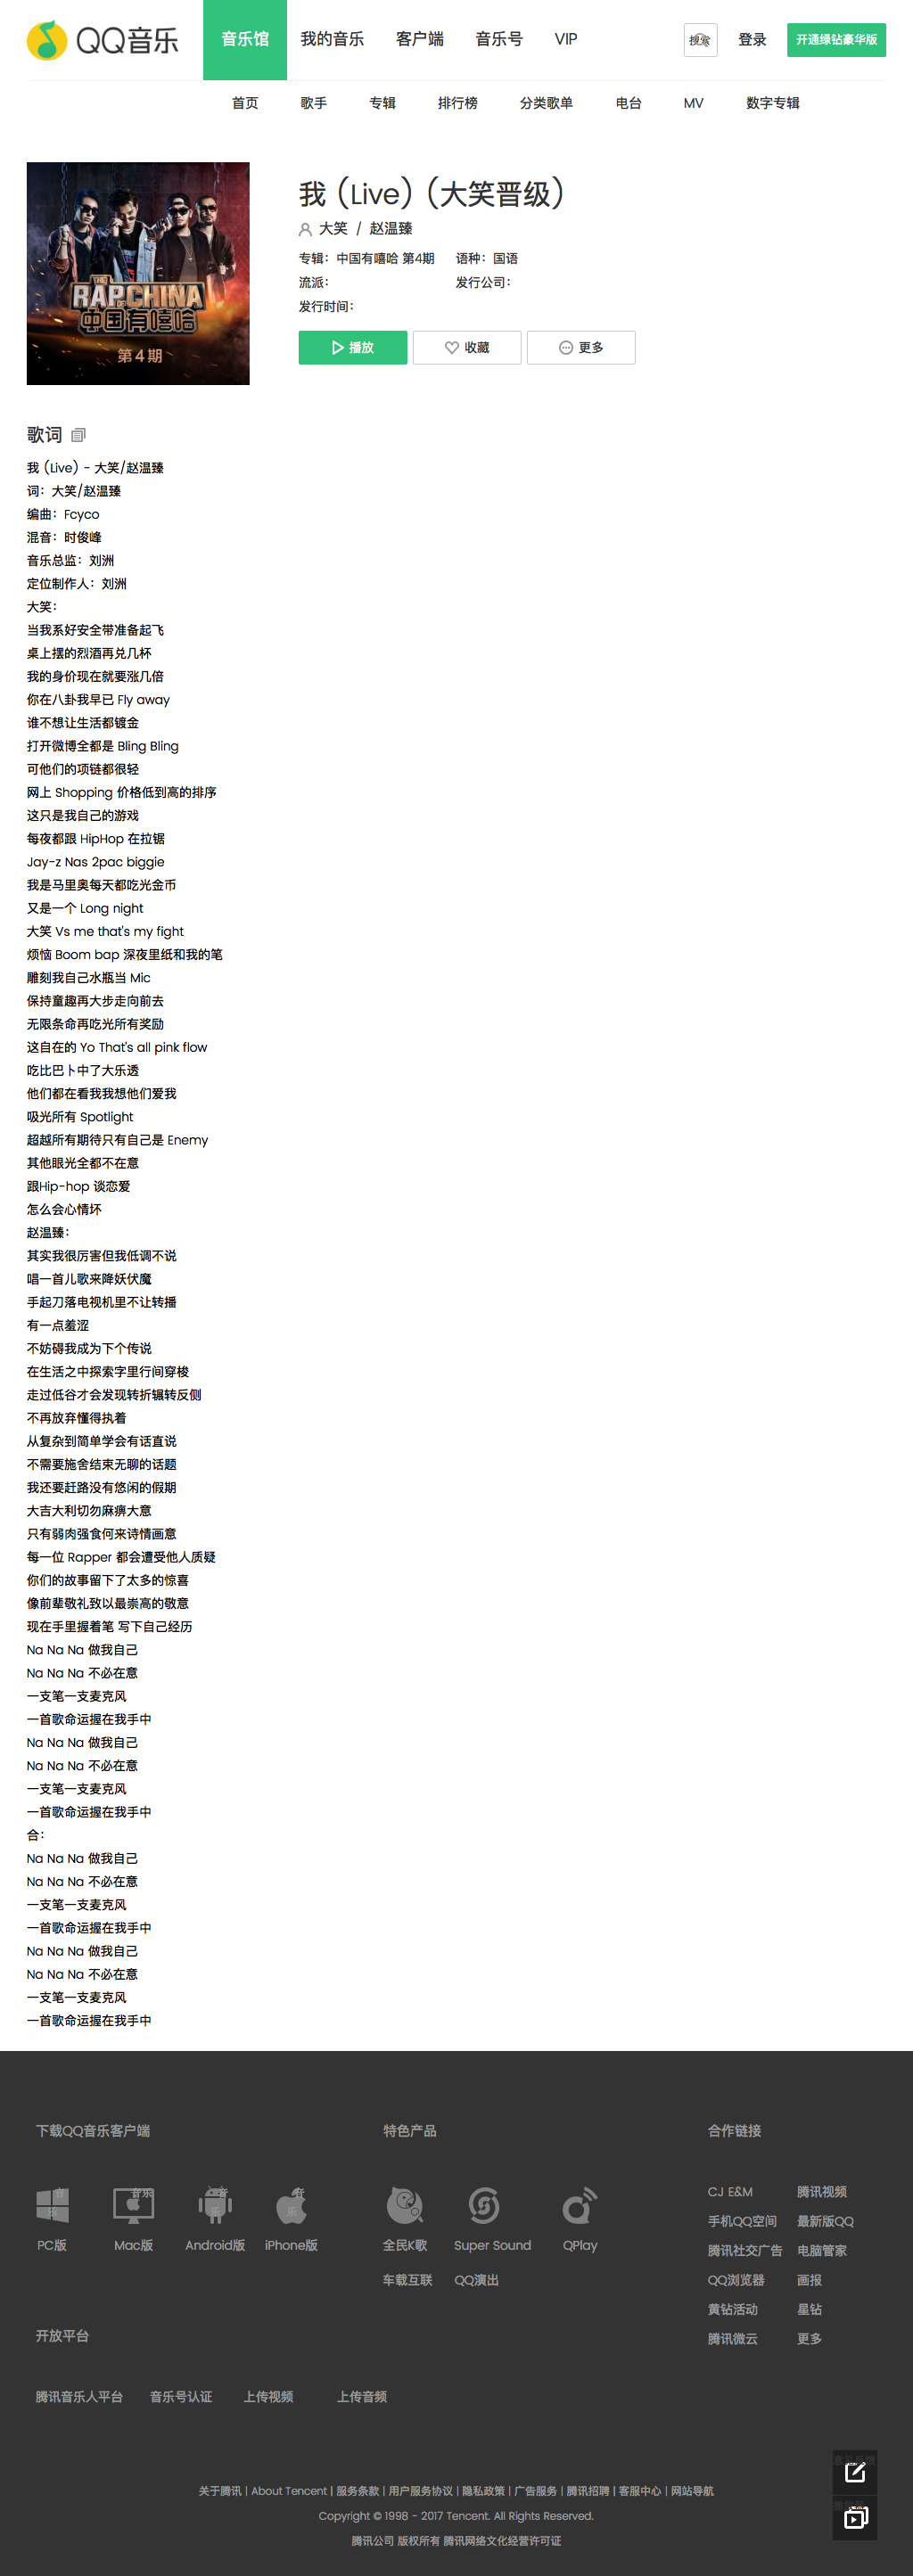 QQ音乐
音乐馆 我的音乐 客户端 音乐号 VIP 搜索 登录 开通绿钻豪华版
首页 歌手 专辑 排行榜 分类歌单 电台 MV 数字专辑
THE
RAP OF CHINA
中国有嘻哈
第4期
我 (Live) (大笑晋级)
大笑 / 赵温臻
专辑：中国有嘻哈 第4期 语种：国语
流派： 发行公司：
发行时间：
播放 收藏 更多
歌词
我 (Live) - 大笑/赵温臻
词：大笑/赵温臻
编曲：Fcyco
混音：时俊峰
音乐总监：刘洲
定位制作人：刘洲
大笑：
当我系好安全带准备起飞
桌上摆的烈酒再兑几杯
我的身价现在就要涨几倍
你在八卦我早已 Fly away
谁不想让生活都镀金
打开微博全都是 Bling Bling
可他们的项链都很轻
网上 Shopping 价格低到高的排序
这只是我自己的游戏
每夜都跟 HipHop 在拉锯
Jay-z Nas 2pac biggie
我是马里奥每天都吃光金币
又是一个 Long night
大笑 Vs me that's my fight
烦恼 Boom bap 深夜里纸和我的笔
雕刻我自己水瓶当 Mic
保持童趣再大步走向前去
无限条命再吃光所有奖励
这自在的 Yo That's all pink flow
吃比巴卜中了大乐透
他们都在看我我想他们爱我
吸光所有 Spotlight
超越所有期待只有自己是 Enemy
其他眼光全都不在意
跟Hip-hop 谈恋爱
怎么会心情坏
赵温臻：
其实我很厉害但我低调不说
唱一首儿歌来降妖伏魔
手起刀落电视机里不让转播
有一点羞涩
不妨碍我成为下个传说
在生活之中探索字里行间穿梭
走过低谷才会发现转折辗转反侧
不再放弃懂得执着
从复杂到简单学会有话直说
不需要施舍结束无聊的话题
我还要赶路没有悠闲的假期
大吉大利切勿麻痹大意
只有弱肉强食何来诗情画意
每一位 Rapper 都会遭受他人质疑
你们的故事留下了太多的惊喜
像前辈敬礼致以最崇高的敬意
现在手里握着笔 写下自己经历
Na Na Na 做我自己
Na Na Na 不必在意
一支笔一支麦克风
一首歌命运握在我手中
Na Na Na 做我自己
Na Na Na 不必在意
一支笔一支麦克风
一首歌命运握在我手中
合：
Na Na Na 做我自己
Na Na Na 不必在意
一支笔一支麦克风
一首歌命运握在我手中
Na Na Na 做我自己
Na Na Na 不必在意
一支笔一支麦克风
一首歌命运握在我手中
下载QQ音乐客户端 特色产品 合作链接
PC版 Mac版 Android版 iPhone版
全民K歌 Super Sound QPlay
车载互联 QQ演出
CJ E&M 腾讯视频
手机QQ空间 最新版QQ
腾讯社交广告 电脑管家
QQ浏览器 画报
黄钻活动 星钻
腾讯微云 更多
开放平台
腾讯音乐人平台 音乐号认证 上传视频 上传音频
关于腾讯 | About Tencent | 服务条款 | 用户服务协议 | 隐私政策 | 广告服务 | 腾讯招聘 | 客服中心 | 网站导航
Copyright © 1998 - 2017 Tencent. All Rights Reserved.
腾讯公司 版权所有 腾讯网络文化经营许可证